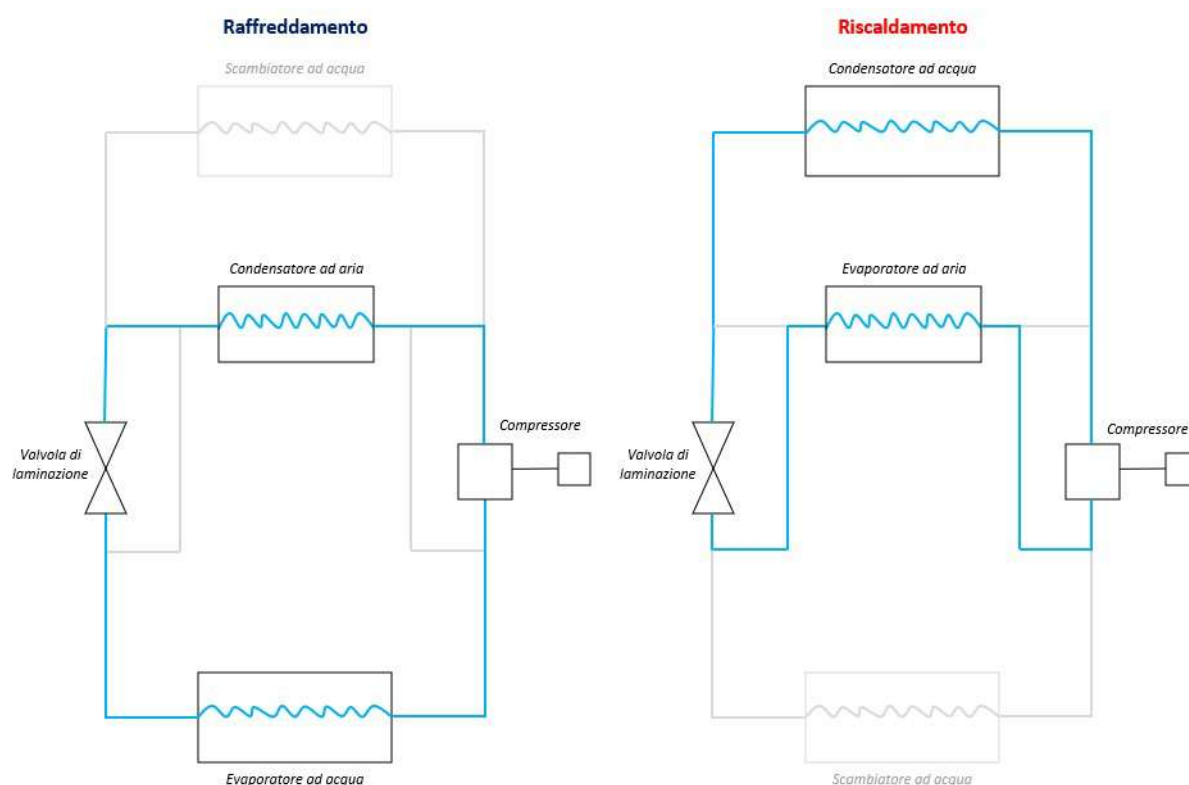 Raffreddamento
Scambiatore ad acqua
Condensatore ad aria
Compressore
Valvola di
laminazione
Evaporatore ad acqua
Riscaldamento
Condensatore ad acqua
Evaporatore ad aria
Compressore
Valvola di
laminazione
Scambiatore ad acqua